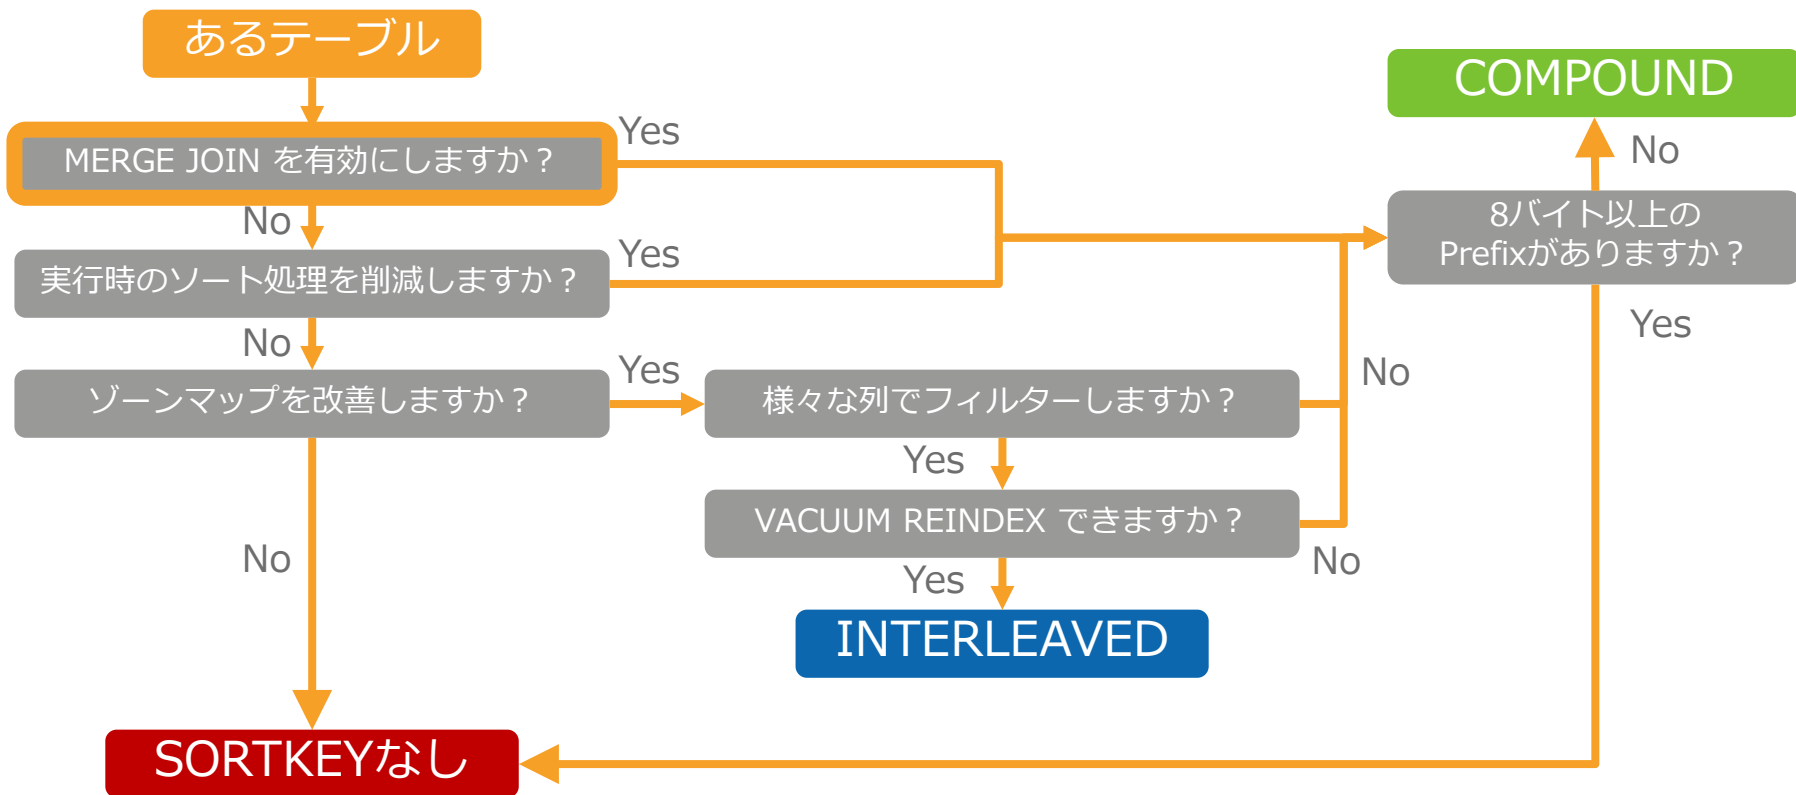 あるテーブル
COMPOUND
MERGE JOIN を有効にしますか？
Yes
No
No
8バイト以上の
Prefixがありますか？
実行時のソート処理を削減しますか？
Yes
Yes
No
ゾーンマップを改善しますか？
Yes
様々な列でフィルターしますか？
No
Yes
VACUUM REINDEX できますか？
No
No
Yes
INTERLEAVED
SORTKEYなし